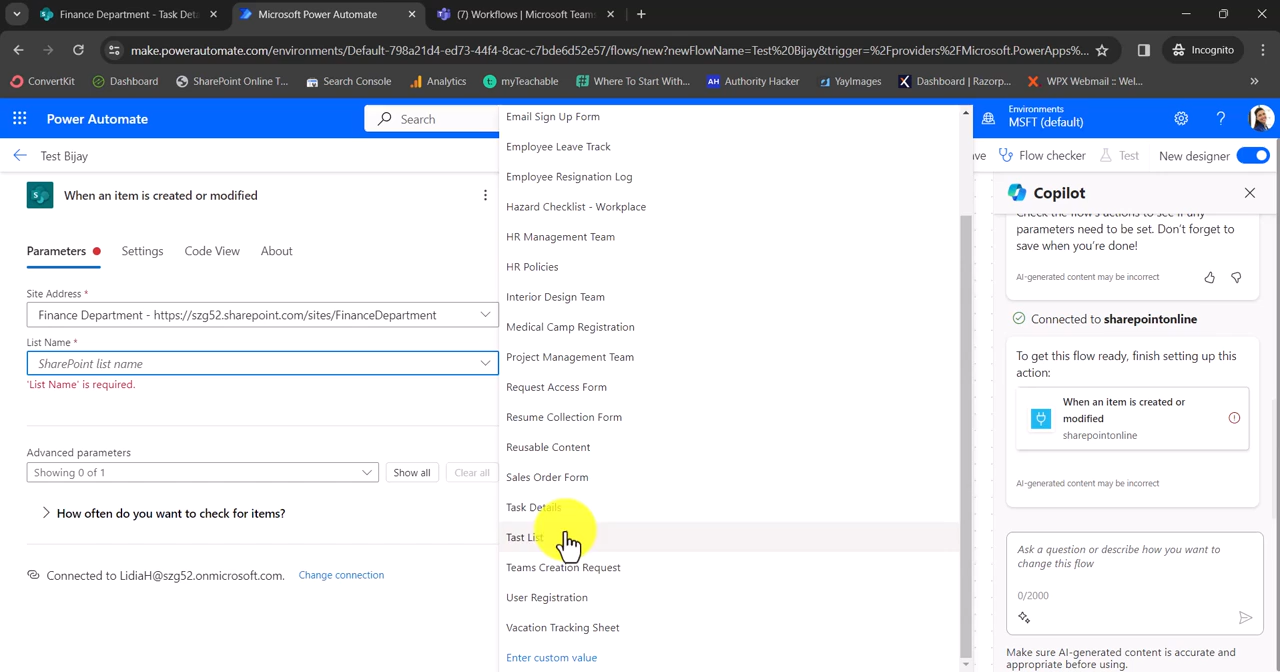 Finance Department - Task Deta
Microsoft Power Automate
(7) Workflows | Microsoft Team
make.powerautomate.com/environments/Default-798a21d4-ed73-44f4-8cac-c7bde6d52e57/flows/new?newFlowName=Test%20Bijay&trigger=%2Fproviders%2FMicrosoft.PowerApps%...
Incognito
ConvertKit
Dashboard
SharePoint Online T...
Search Console
Analytics
myTeachable
Where To Start With...
AH Authority Hacker
YayImages
Dashboard | Razorp...
WPX Webmail :: Wel...
Power Automate
Search
Environments
MSFT (default)
Test Bijay
ve
Flow checker
Test
New designer
When an item is created or modified
Parameters
Settings
Code View
About
Site Address *
Finance Department - https://szg52.sharepoint.com/sites/FinanceDepartment
List Name *
SharePoint list name
'List Name' is required.
Advanced parameters
Showing 0 of 1
Show all
Clear all
How often do you want to check for items?
Connected to LidiaH@szg52.onmicrosoft.com.
Change connection
Email Sign Up Form
Employee Leave Track
Employee Resignation Log
Hazard Checklist - Workplace
HR Management Team
HR Policies
Interior Design Team
Medical Camp Registration
Project Management Team
Request Access Form
Resume Collection Form
Reusable Content
Sales Order Form
Task Details
Tast List
Teams Creation Request
User Registration
Vacation Tracking Sheet
Enter custom value
Copilot
Check the flow's actions to see if any
parameters need to be set. Don't forget to
save when you're done!
AI-generated content may be incorrect
Connected to sharepointonline
To get this flow ready, finish setting up this
action:
When an item is created or
modified
sharepointonline
AI-generated content may be incorrect
Ask a question or describe how you want to
change this flow
0/2000
Make sure AI-generated content is accurate and
appropriate before using.